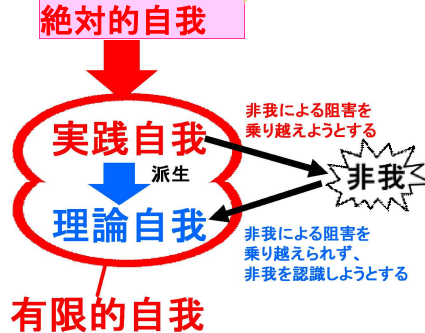 絶対的自我
実践自我
派生
理論自我
有限的自我
非我による阻害を
乗り越えようとする
非我
非我による阻害を
乗り越えられず、
非我を認識しようとする